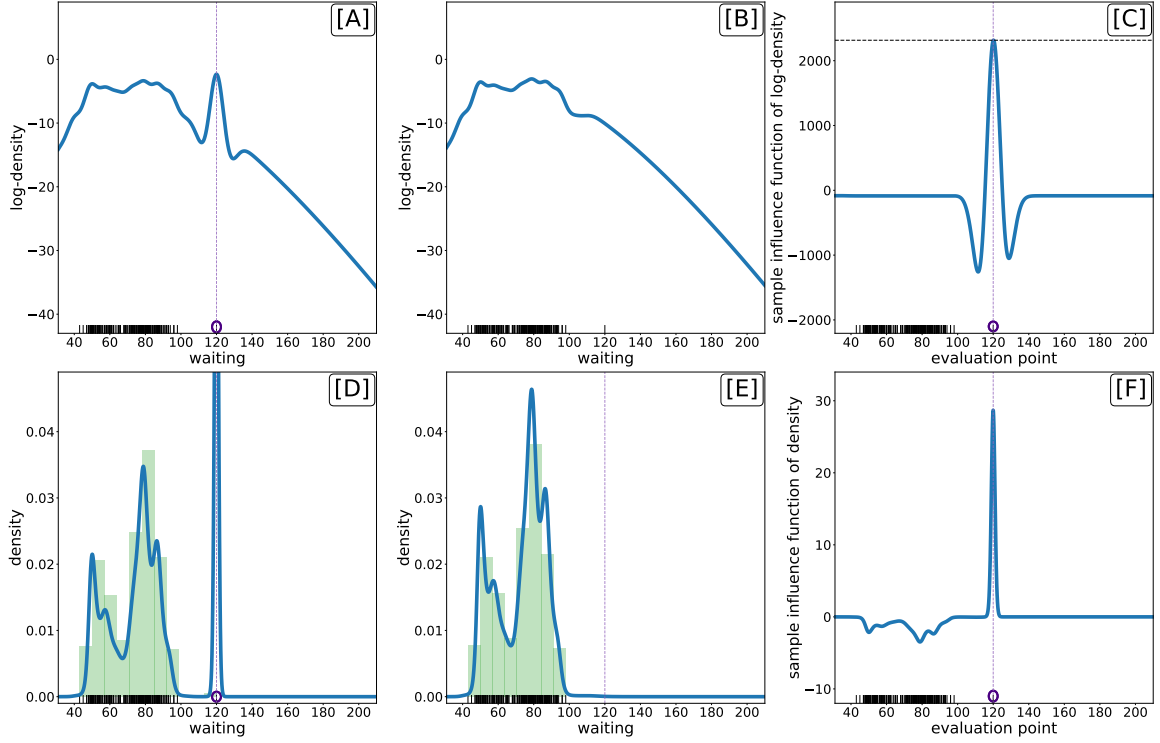 [A]
0
−10
−20
−30
−40
log-density
40 60 80 100 120 140 160 180 200
waiting
[B]
0
−10
−20
−30
−40
log-density
40 60 80 100 120 140 160 180 200
waiting
[C]
2000
1000
0
−1000
−2000
sample influence function of log-density
40 60 80 100 120 140 160 180 200
evaluation point
[D]
0.04
0.03
0.02
0.01
0.00
density
40 60 80 100 120 140 160 180 200
waiting
[E]
0.04
0.03
0.02
0.01
0.00
density
40 60 80 100 120 140 160 180 200
waiting
[F]
30
20
10
0
−10
sample influence function of density
40 60 80 100 120 140 160 180 200
evaluation point